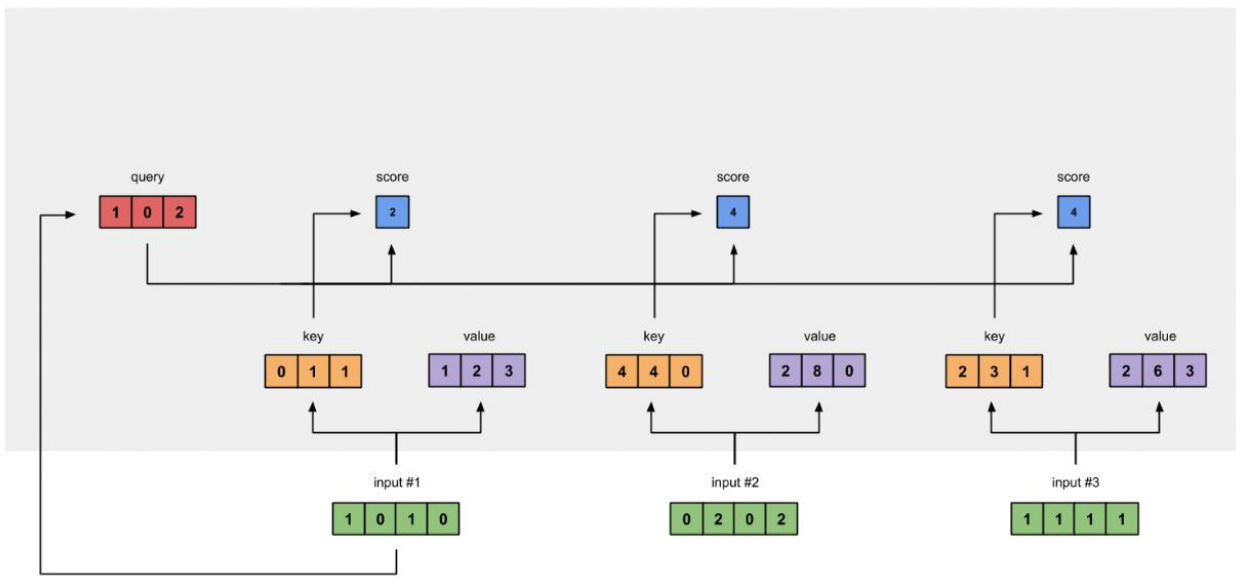 query score score score
1 0 2 2 4 4
key value key value key value
0 1 1 1 2 3 4 4 0 2 8 0 2 3 1 2 6 3
input #1 input #2 input #3
1 0 1 0 0 2 0 2 1 1 1 1